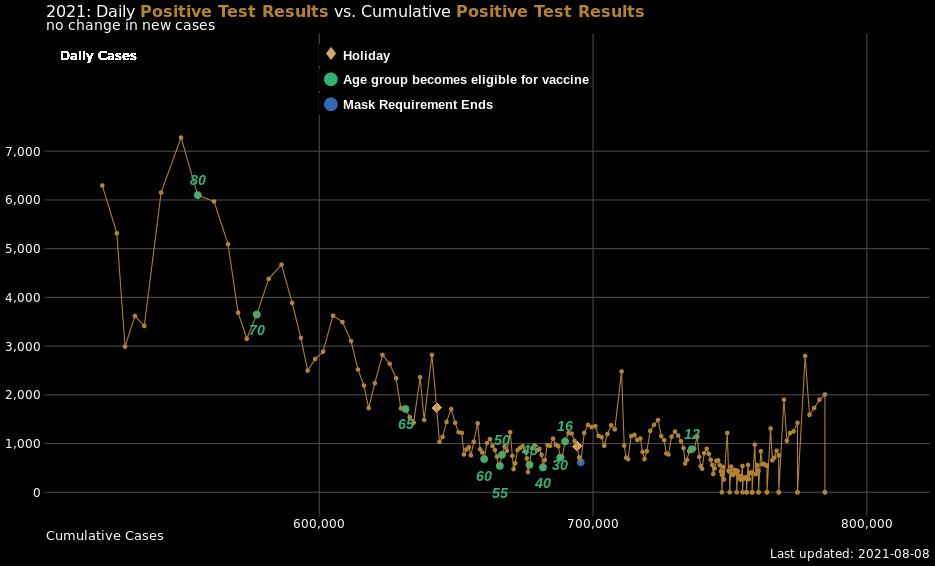 2021: Daily Positive Test Results vs. Cumulative Positive Test Results
no change in new cases
Daily Cases
Holiday
Age group becomes eligible for vaccine
Mask Requirement Ends
7,000
80
6,000
5,000
4,000
70
3,000
2,000
65
16
12
50
1,000
45
30
60
40
55
0
600,000
700,000
800,000
Cumulative Cases
Last updated: 2021-08-08